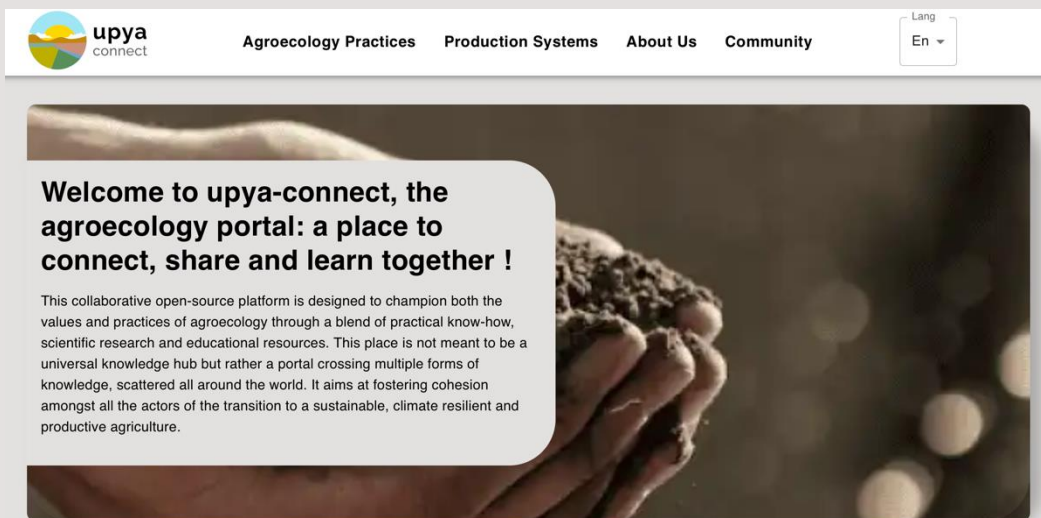 upya
connect
Agroecology Practices
Production Systems
About Us
Community
Lang
En
Welcome to upya-connect, the
agroecology portal: a place to
connect, share and learn together !
This collaborative open-source platform is designed to champion both the
values and practices of agroecology through a blend of practical know-how,
scientific research and educational resources. This place is not meant to be a
universal knowledge hub but rather a portal crossing multiple forms of
knowledge, scattered all around the world. It aims at fostering cohesion
amongst all the actors of the transition to a sustainable, climate resilient and
productive agriculture.